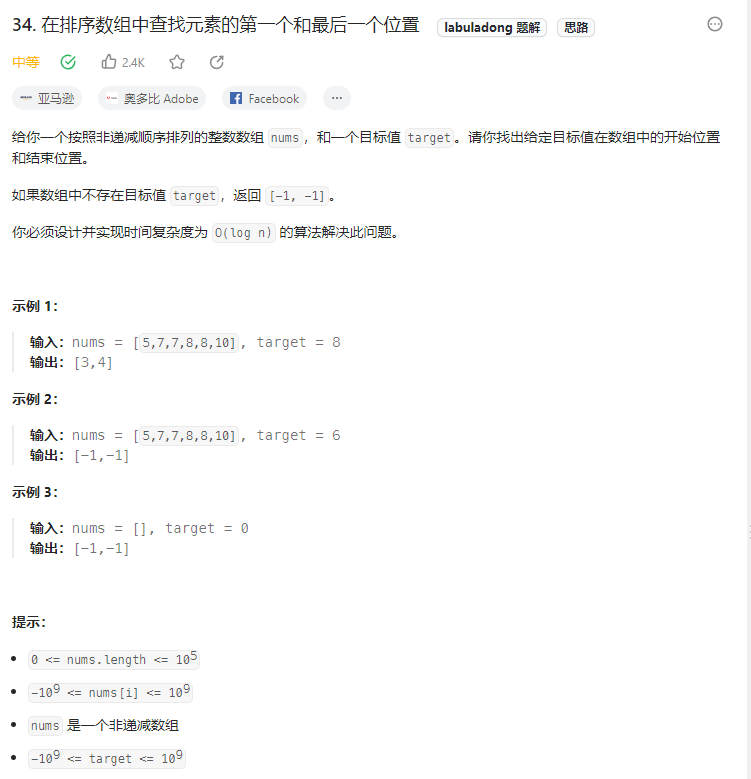 34. 在排序数组中查找元素的第一个和最后一个位置 labuladong 题解 思路
中等 2.4K
亚马逊 奥多比 Adobe Facebook ...
给你一个按照非递减顺序排列的整数数组 nums，和一个目标值 target。请你找出给定目标值在数组中的开始位置
和结束位置。
如果数组中不存在目标值 target，返回 [-1, -1]。
你必须设计并实现时间复杂度为 O(log n) 的算法解决此问题。
示例 1：
输入：nums = [5,7,7,8,8,10], target = 8
输出：[3,4]
示例 2：
输入：nums = [5,7,7,8,8,10], target = 6
输出：[-1,-1]
示例 3：
输入：nums = [], target = 0
输出：[-1,-1]
提示：
• 0 <= nums.length <= 10⁵
• -10⁹ <= nums[i] <= 10⁹
• nums 是一个非递减数组
• -10⁹ <= target <= 10⁹